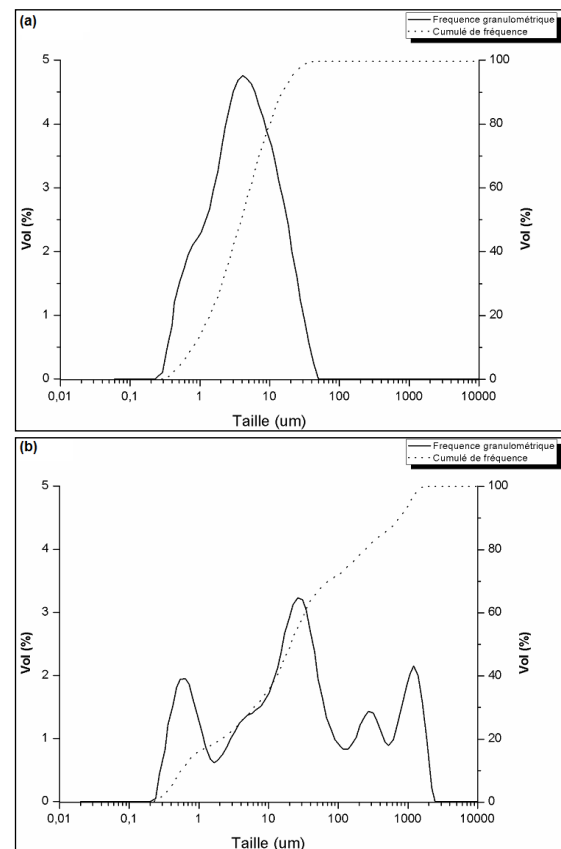 (a)
Frequence granulométrique
Cumulé de fréquence
5
4
3
2
1
0
Vol (%)
100
80
60
40
20
0
Vol (%)
0,01 0,1 1 10 100 1000 10000
Taille (um)
(b)
Frequence granulométrique
Cumulé de fréquence
5
4
3
2
1
0
Vol (%)
100
80
60
40
20
0
Vol (%)
0,01 0,1 1 10 100 1000 10000
Taille (um)